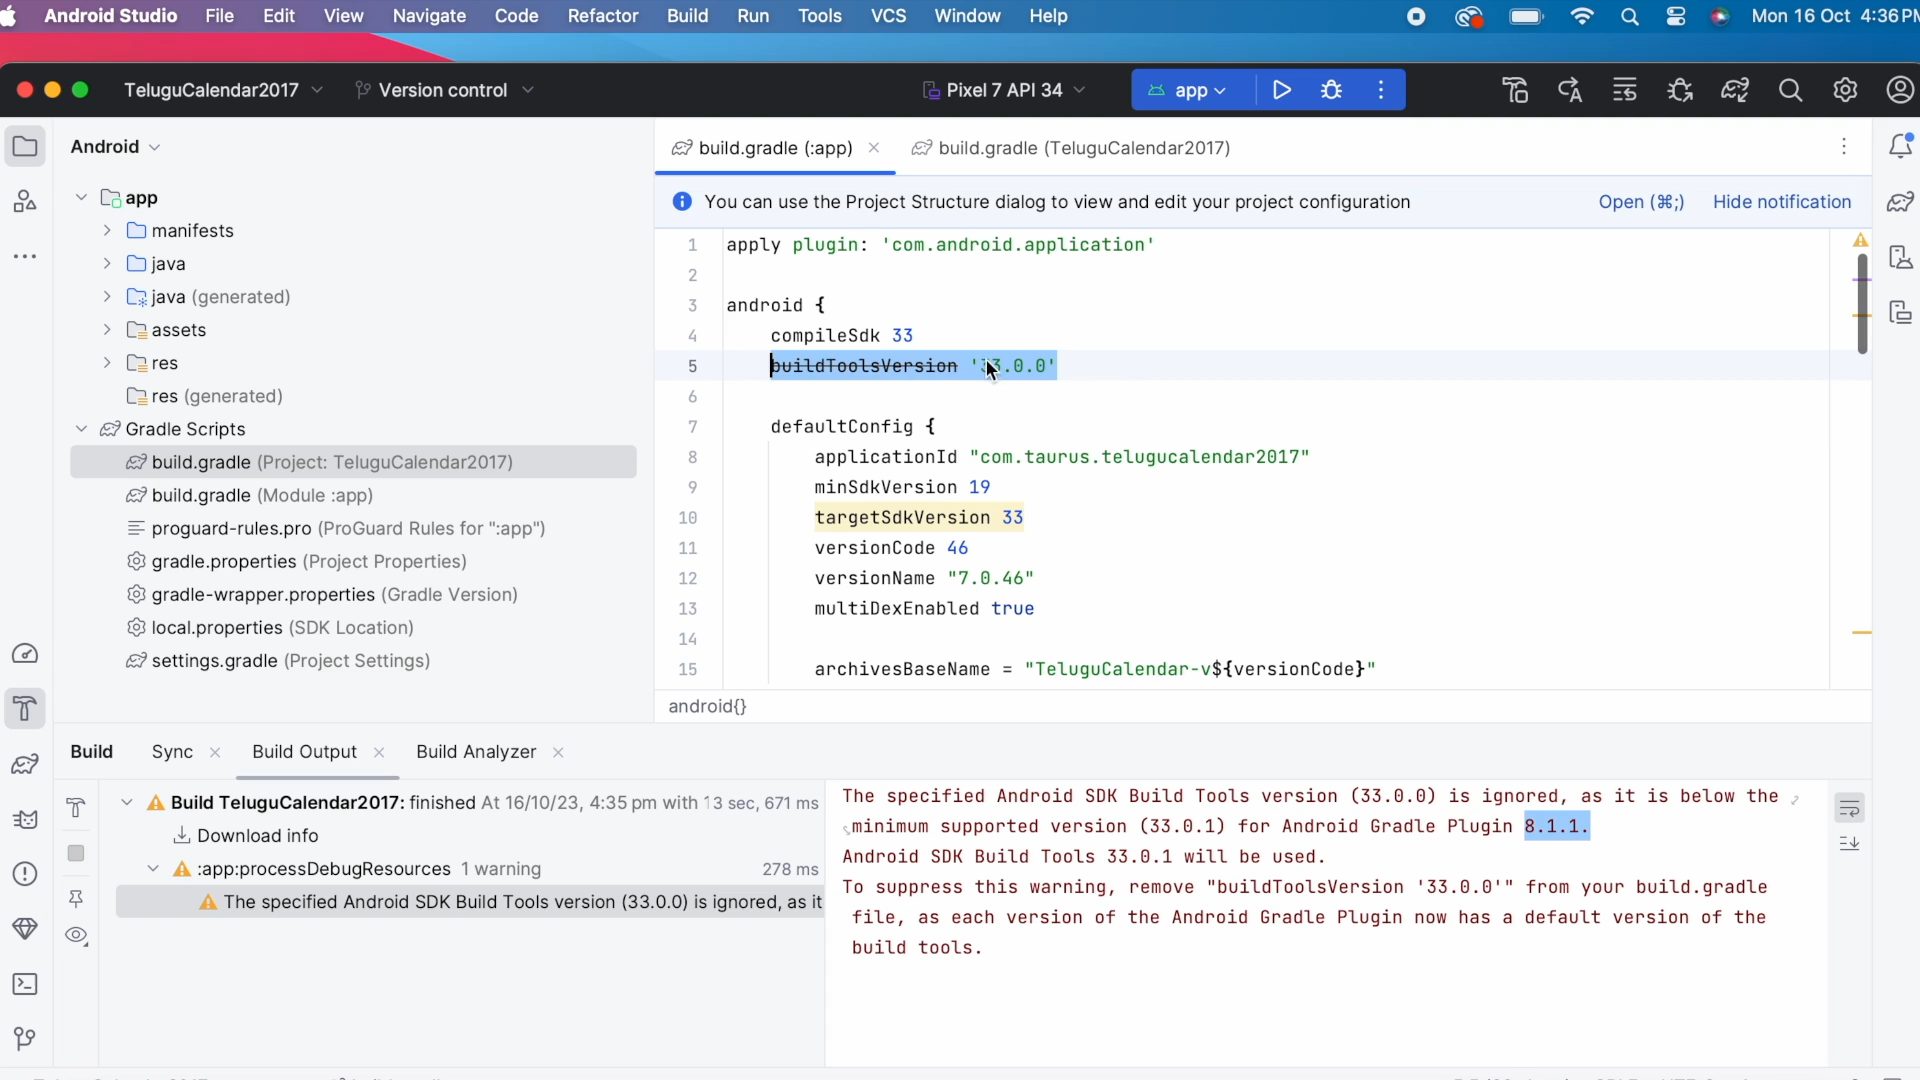 Android Studio File Edit View Navigate Code Refactor Build Run Tools VCS Window Help Mon 16 Oct 4:36PM
TeluguCalendar2017 Version control Pixel 7 API 34 app
Android
build.gradle (:app) build.gradle (TeluguCalendar2017)
You can use the Project Structure dialog to view and edit your project configuration Open (⌘;) Hide notification
app
manifests
java
java (generated)
assets
res
res (generated)
Gradle Scripts
build.gradle (Project: TeluguCalendar2017)
build.gradle (Module :app)
proguard-rules.pro (ProGuard Rules for ":app")
gradle.properties (Project Properties)
gradle-wrapper.properties (Gradle Version)
local.properties (SDK Location)
settings.gradle (Project Settings)
1 apply plugin: 'com.android.application'
2
3 android {
4 compileSdk 33
5 buildToolsVersion '33.0.0'
6
7 defaultConfig {
8 applicationId "com.taurus.telugucalendar2017"
9 minSdkVersion 19
10 targetSdkVersion 33
11 versionCode 46
12 versionName "7.0.46"
13 multiDexEnabled true
14
15 archivesBaseName = "TeluguCalendar-v${versionCode}"
android{}
Build Sync Build Output Build Analyzer
Build TeluguCalendar2017: finished At 16/10/23, 4:35 pm with 13 sec, 671 ms
Download info
:app:processDebugResources 1 warning 278 ms
The specified Android SDK Build Tools version (33.0.0) is ignored, as it
The specified Android SDK Build Tools version (33.0.0) is ignored, as it is below the
minimum supported version (33.0.1) for Android Gradle Plugin 8.1.1.
Android SDK Build Tools 33.0.1 will be used.
To suppress this warning, remove "buildToolsVersion '33.0.0'" from your build.gradle
file, as each version of the Android Gradle Plugin now has a default version of the
build tools.